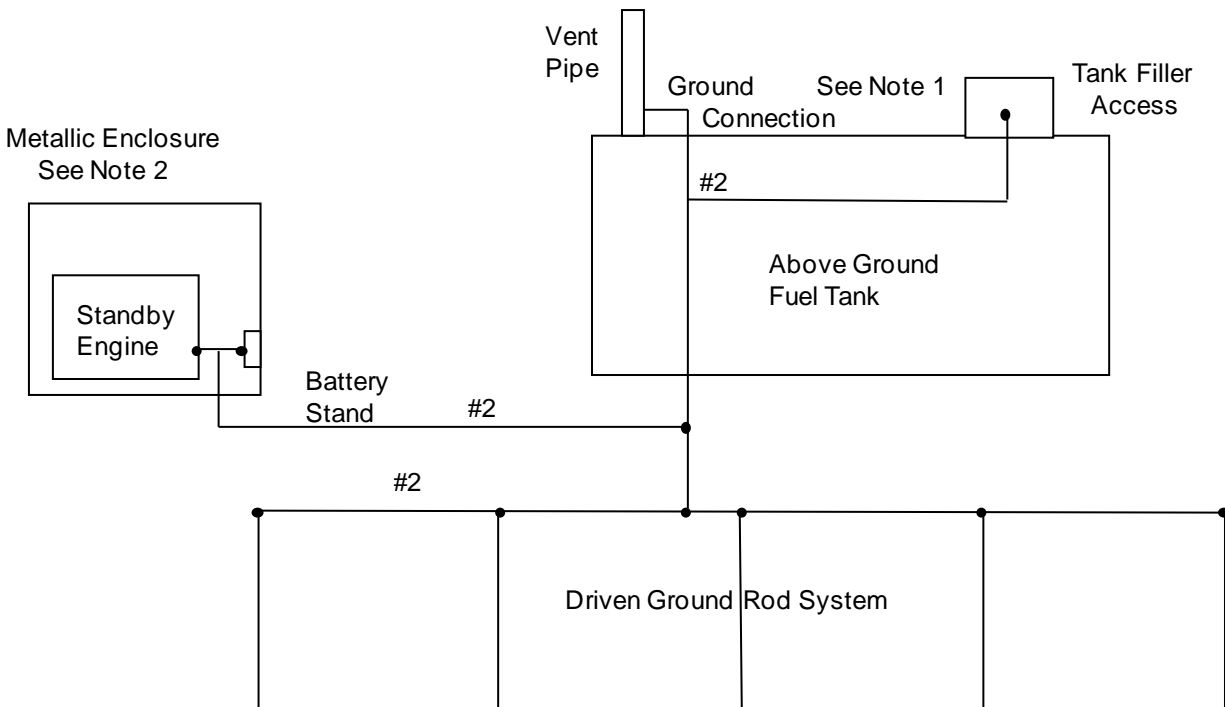 Vent
Pipe
Ground
Connection
See Note 1
Tank Filler
Access
Metallic Enclosure
See Note 2
#2
Above Ground
Fuel Tank
Standby
Engine
Battery
Stand
#2
#2
Driven Ground Rod System